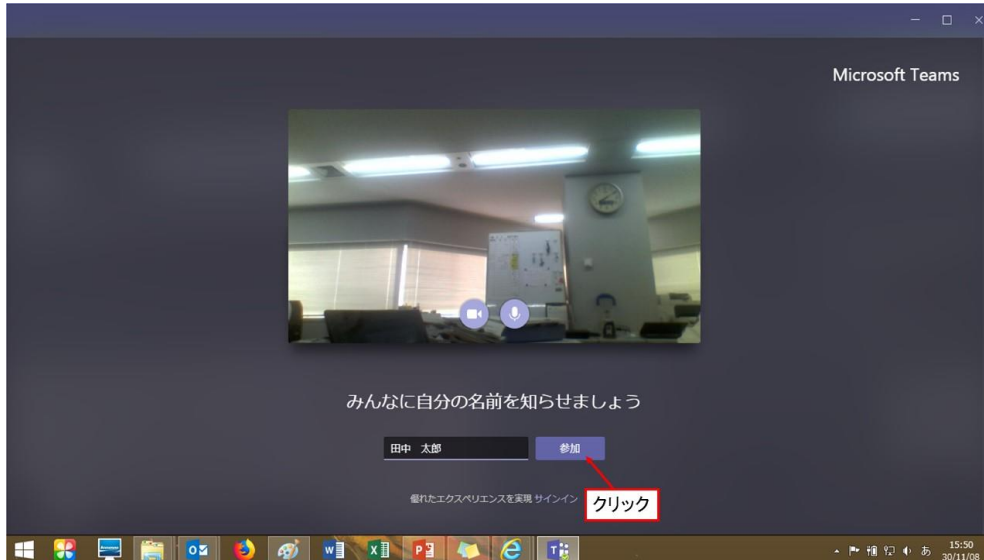 Microsoft Teams
みんなに自分の名前を知らせましょう
田中 太郎
参加
優れたエクスペリエンスを実現 サインイン
クリック
あ
15:50
30/11/08